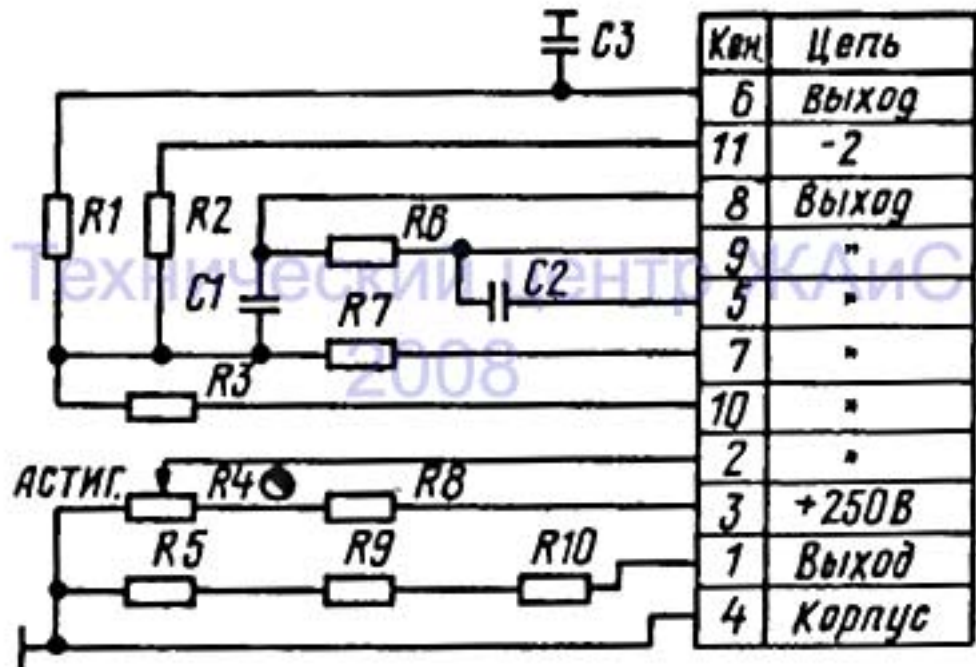 C3
Кон. Цепь
6 Выход
11 -2
R1 R2 8 Выход
R6
9 "
Технический центр ЖАиС
C1 C2 5 "
R7
2008
7 "
R3
10 "
2 "
АСТИГ. R4 R8
3 +250В
R5 R9 R10
1 Выход
4 Корпус